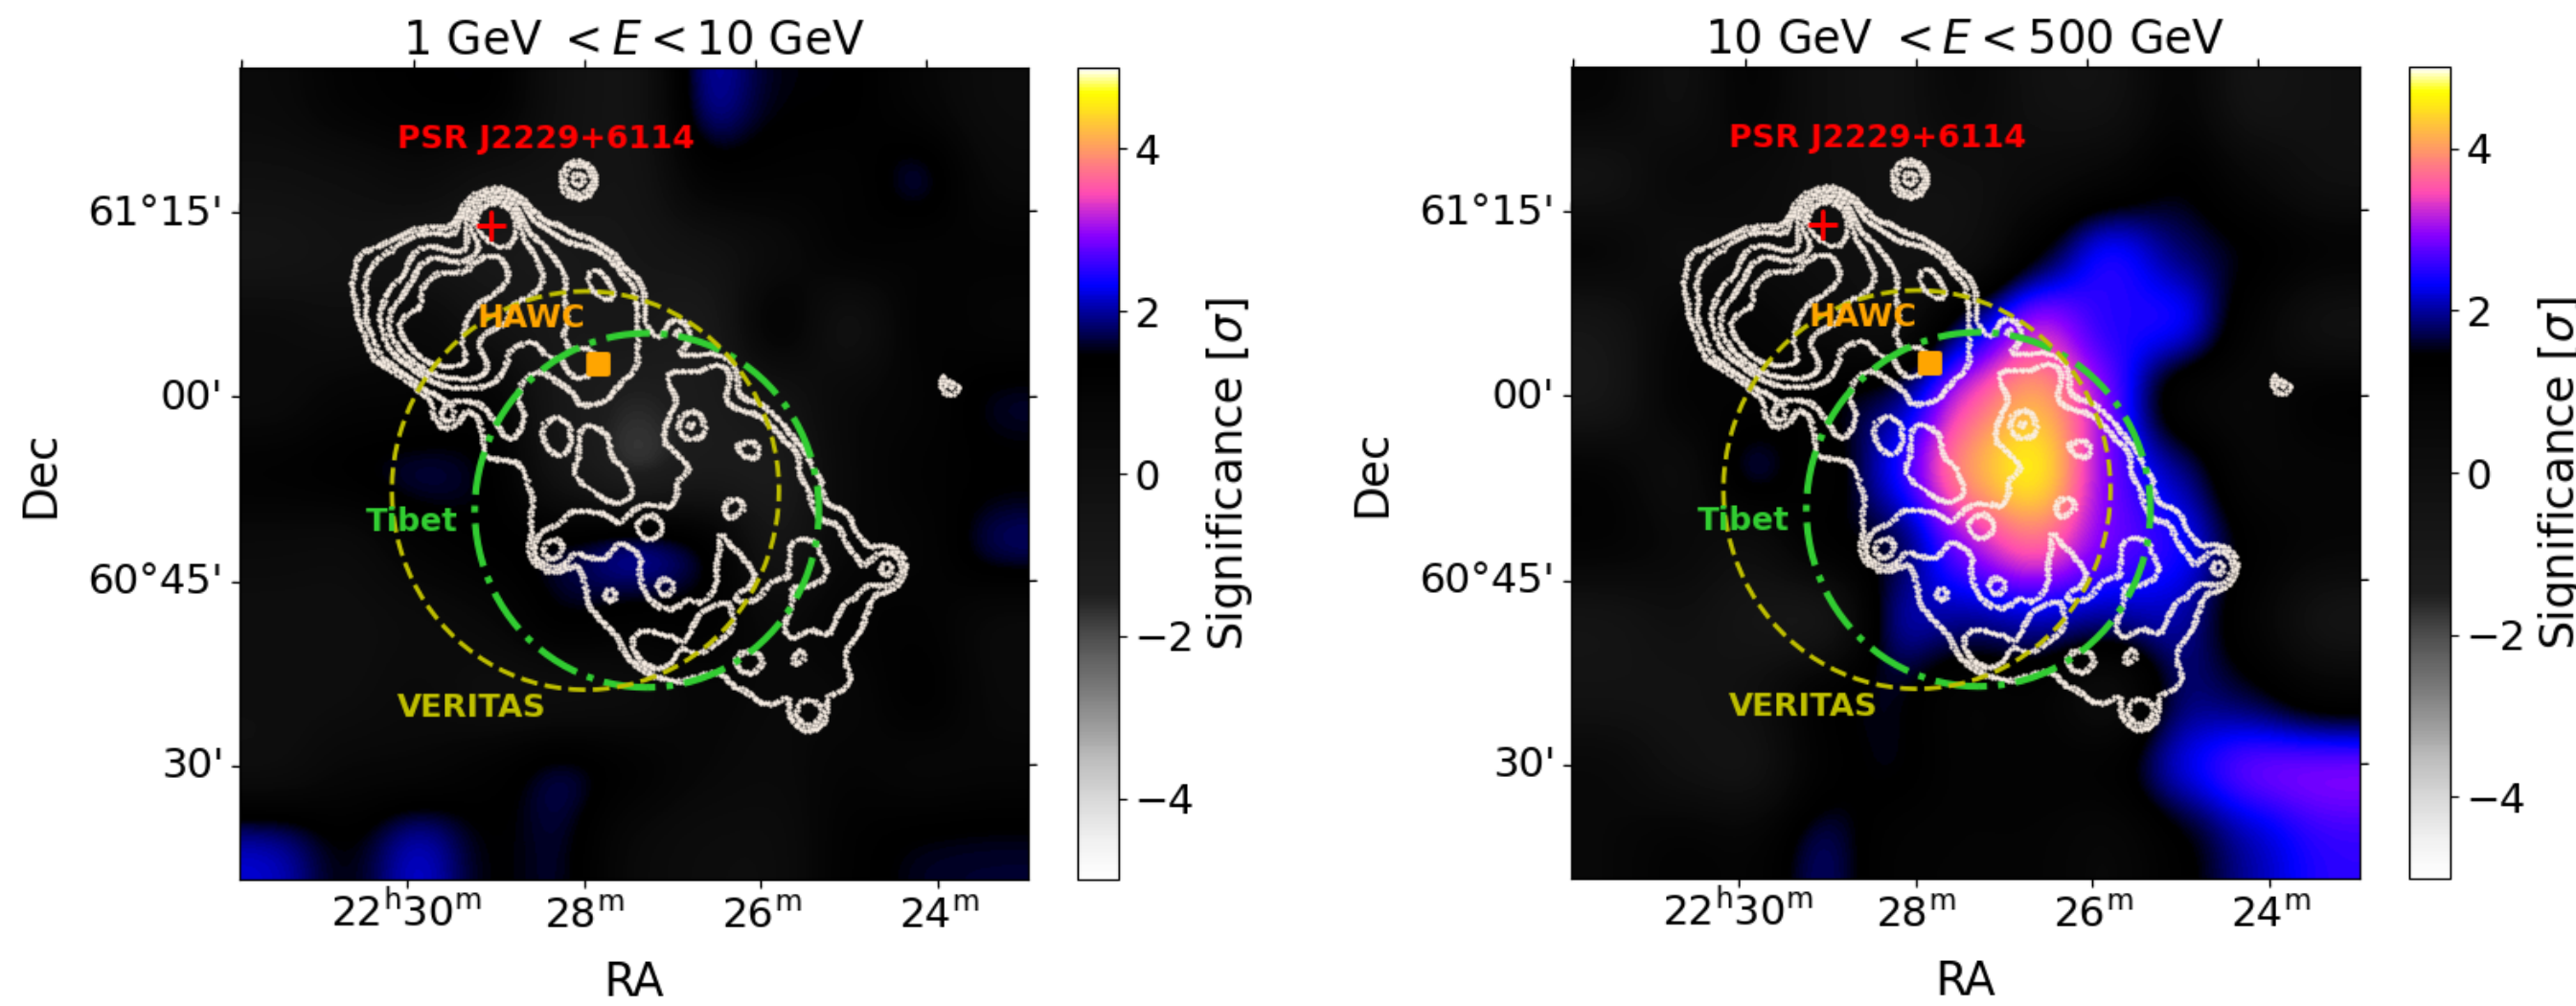 1 GeV < E < 10 GeV
PSR J2229+6114
HAWC
Tibet
VERITAS
61°15'
00'
60°45'
30'
Dec
22ʰ30ᵐ
28ᵐ
26ᵐ
24ᵐ
RA
4
2
0
−2
−4
Significance [σ]
10 GeV < E < 500 GeV
PSR J2229+6114
HAWC
Tibet
VERITAS
61°15'
00'
60°45'
30'
Dec
22ʰ30ᵐ
28ᵐ
26ᵐ
24ᵐ
RA
4
2
0
−2
−4
Significance [σ]